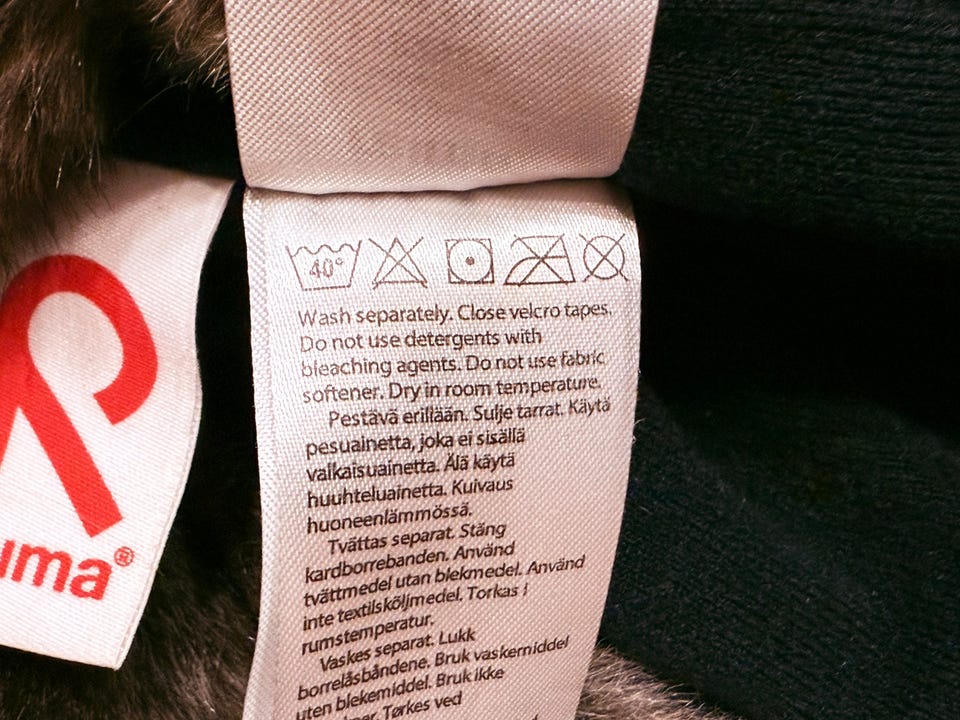 uma®
40°
Wash separately. Close velcro tapes.
Do not use detergents with
bleaching agents. Do not use fabric
softener. Dry in room temperature.
Pestävä erillään. Sulje tarrat. Käytä
pesuainetta, joka ei sisällä
valkaisuainetta. Älä käytä
huuhteluainetta. Kuivaus
huoneenlämmössä.
Tvättas separat. Stäng
kardborrebanden. Använd
tvättmedel utan blekmedel. Använd
inte textilsköljmedel. Torkas i
rumstemperatur.
Vaskes separat. Lukk
borrelåsbåndene. Bruk vaskemiddel
uten blekemiddel. Bruk ikke
Tørkes ved